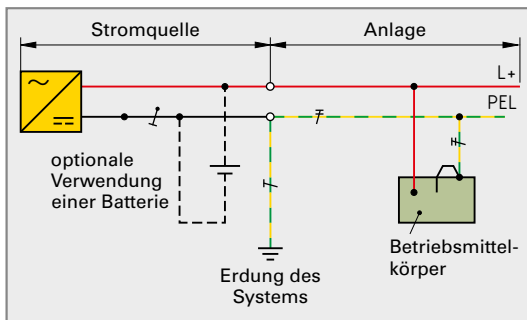 Stromquelle
Anlage
L+
PEL
optionale
Verwendung
einer Batterie
Betriebsmittel-
körper
Erdung des
Systems